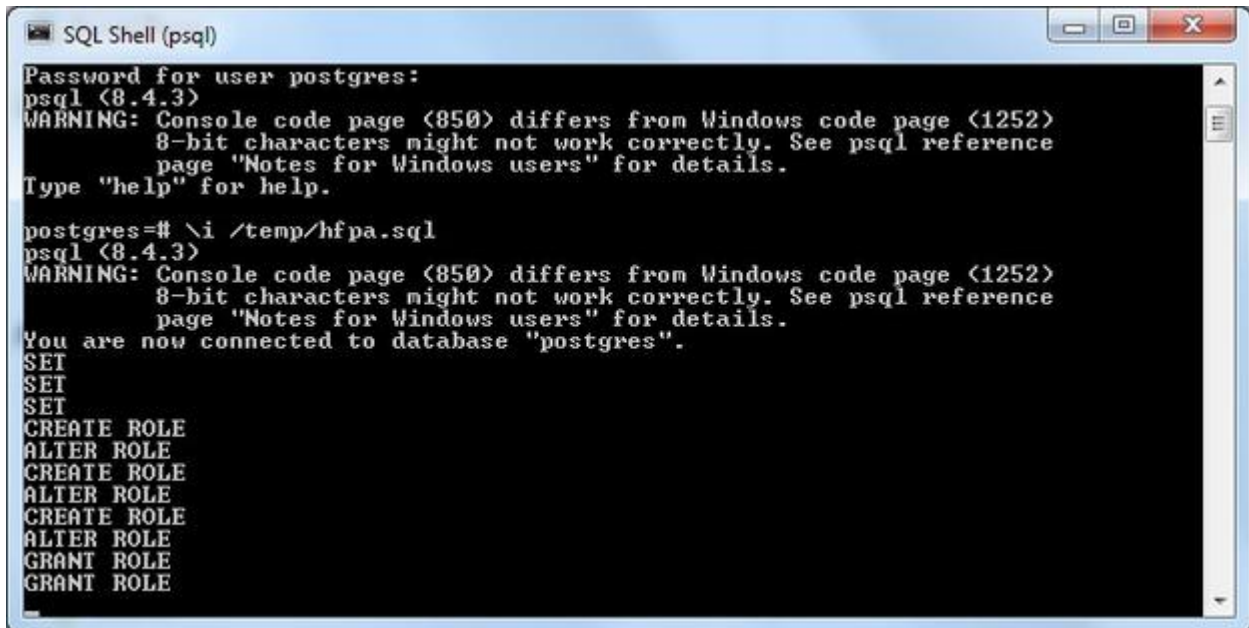 SQL Shell (psql)
Password for user postgres:
psql (8.4.3)
WARNING: Console code page (850) differs from Windows code page (1252)
8-bit characters might not work correctly. See psql reference
page "Notes for Windows users" for details.
Type "help" for help.
postgres=# \i /temp/hfpa.sql
psql (8.4.3)
WARNING: Console code page (850) differs from Windows code page (1252)
8-bit characters might not work correctly. See psql reference
page "Notes for Windows users" for details.
You are now connected to database "postgres".
SET
SET
SET
CREATE ROLE
ALTER ROLE
CREATE ROLE
ALTER ROLE
CREATE ROLE
ALTER ROLE
GRANT ROLE
GRANT ROLE